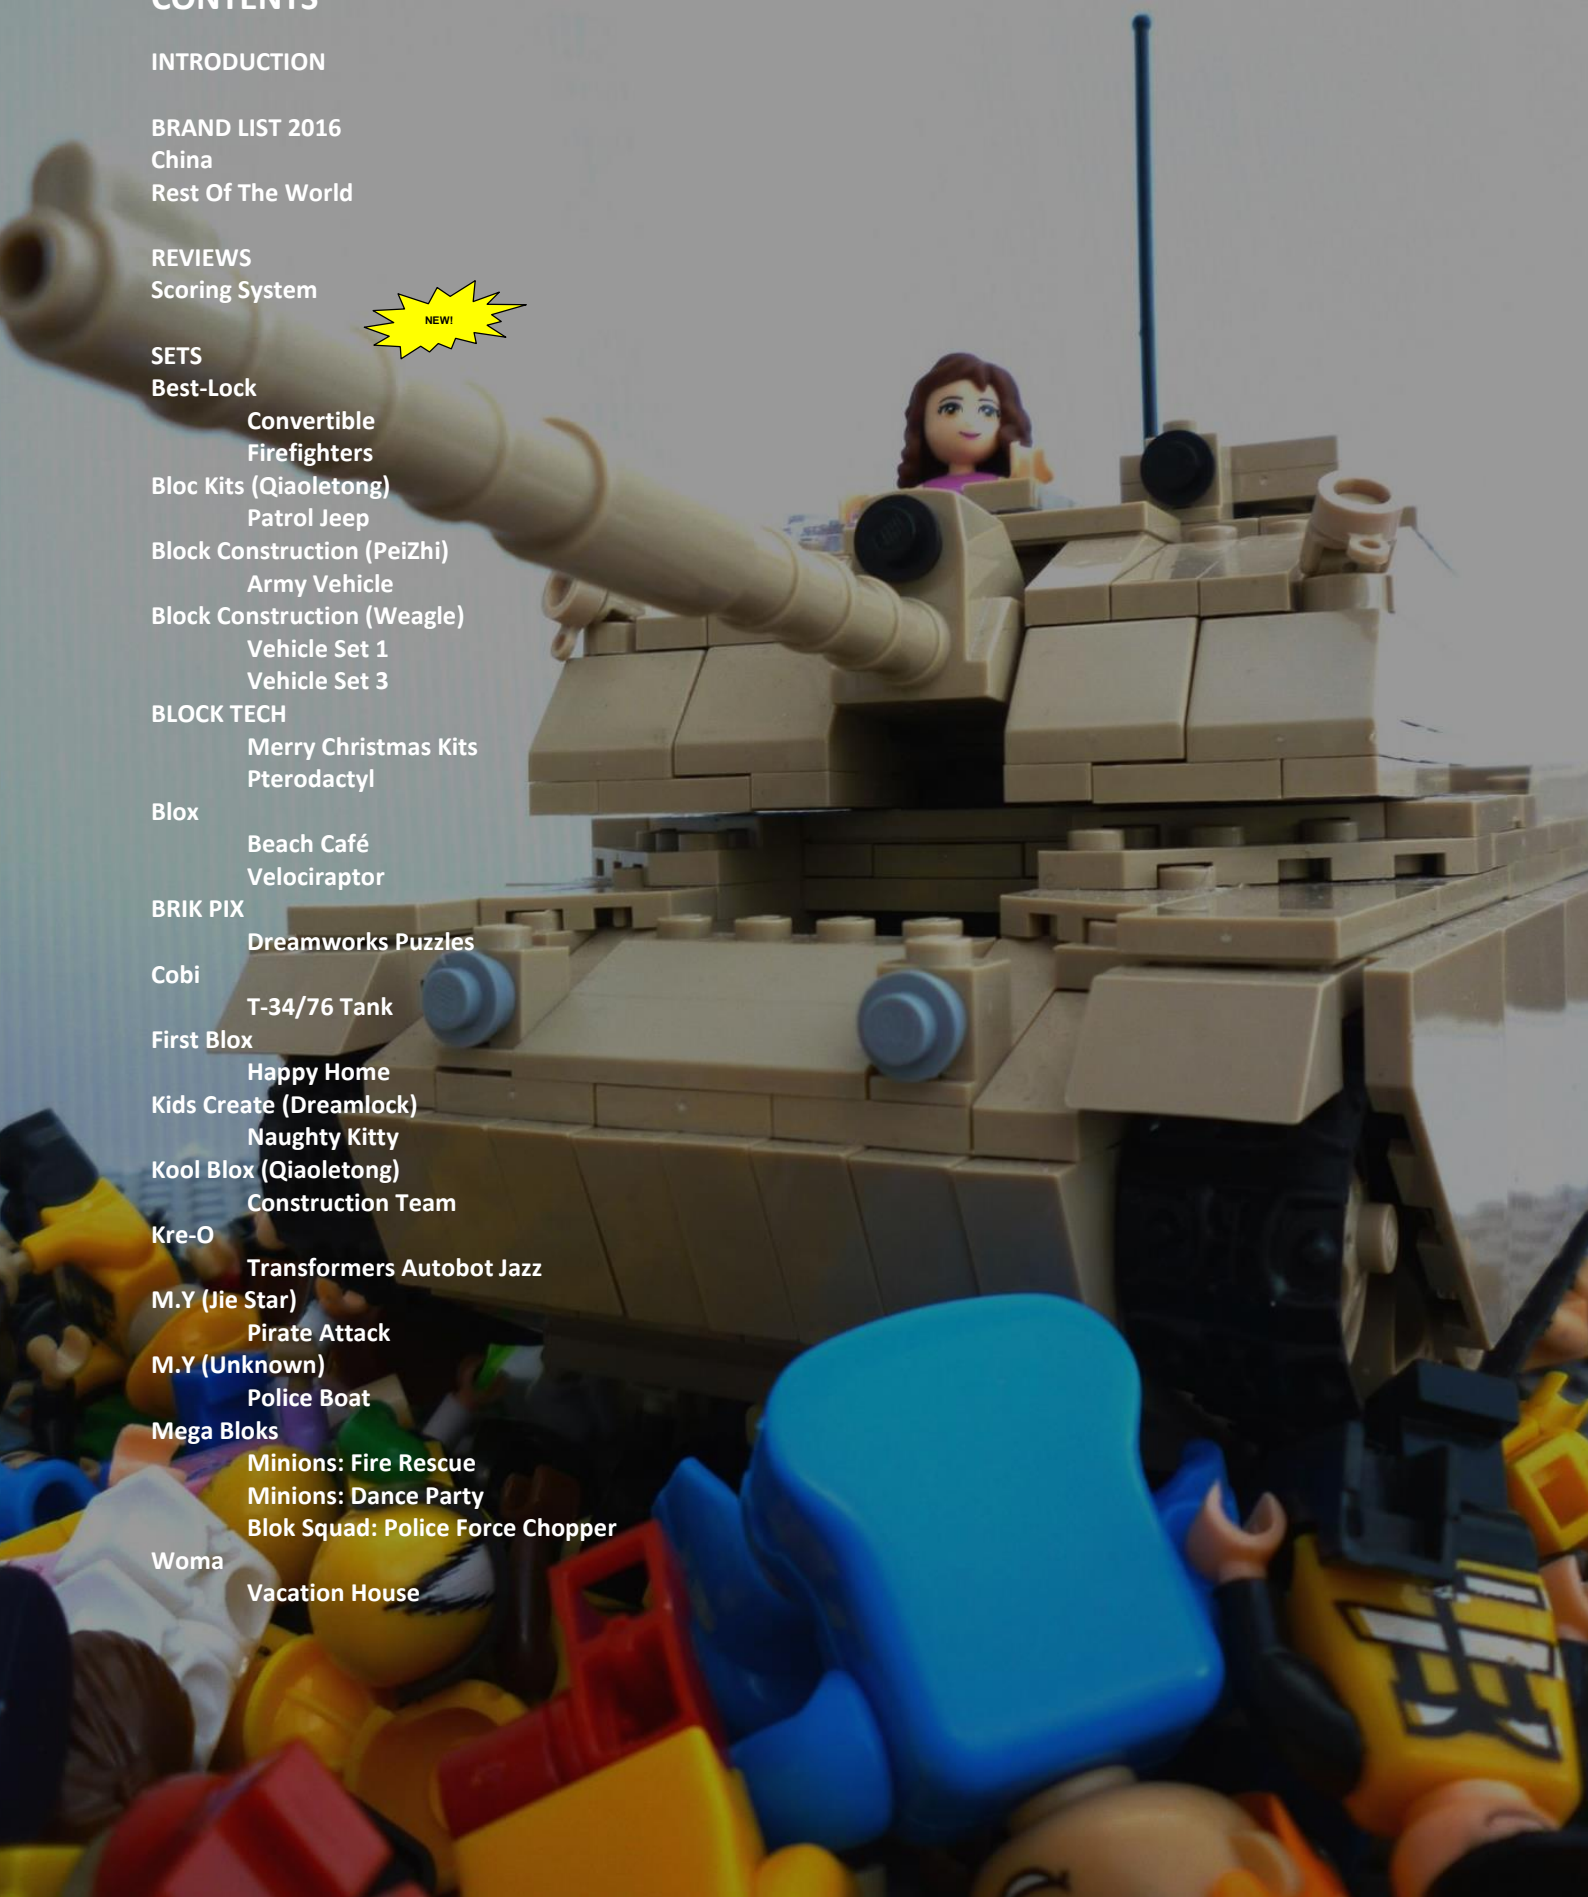 CONTENTS
INTRODUCTION
BRAND LIST 2016
China
Rest Of The World
REVIEWS
Scoring System
NEW!
SETS
Best-Lock
Convertible
Firefighters
Bloc Kits (Qiaoletong)
Patrol Jeep
Block Construction (PeiZhi)
Army Vehicle
Block Construction (Weagle)
Vehicle Set 1
Vehicle Set 3
BLOCK TECH
Merry Christmas Kits
Pterodactyl
Blox
Beach Café
Velociraptor
BRIK PIX
Dreamworks Puzzles
Cobi
T-34/76 Tank
First Blox
Happy Home
Kids Create (Dreamlock)
Naughty Kitty
Kool Blox (Qiaoletong)
Construction Team
Kre-O
Transformers Autobot Jazz
M.Y (Jie Star)
Pirate Attack
M.Y (Unknown)
Police Boat
Mega Bloks
Minions: Fire Rescue
Minions: Dance Party
Blok Squad: Police Force Chopper
Woma
Vacation House